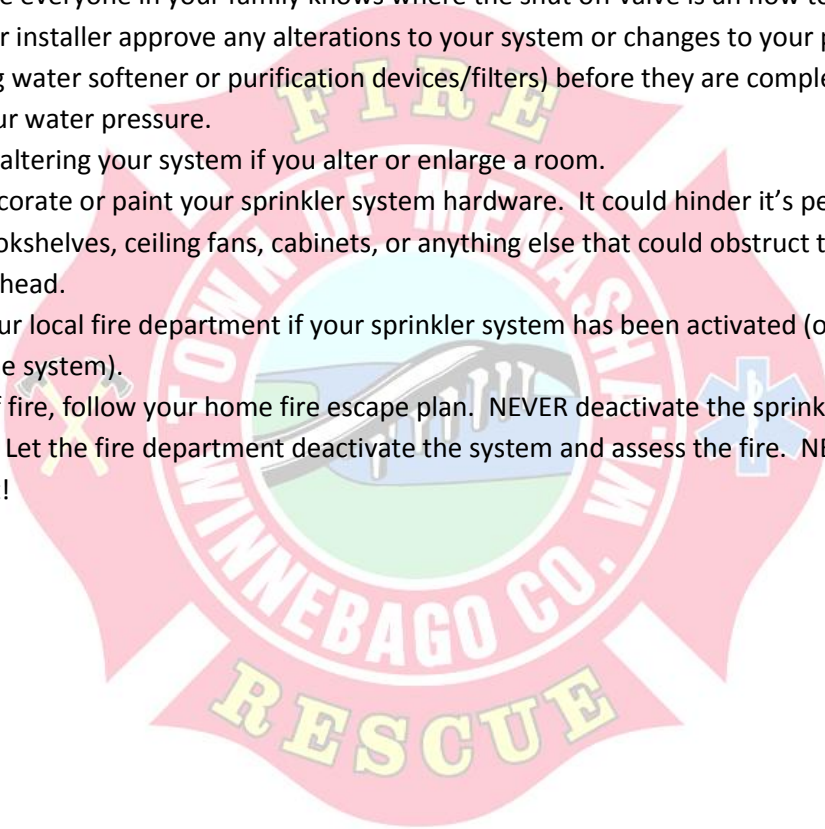 e everyone in your family knows where the shut off valve is an how to
r installer approve any alterations to your system or changes to your p
g water softener or purification devices/filters) before they are comple
ur water pressure.
altering your system if you alter or enlarge a room.
corate or paint your sprinkler system hardware.  It could hinder it’s pe
okshelves, ceiling fans, cabinets, or anything else that could obstruct t
head.
ur local fire department if your sprinkler system has been activated (o
e system).
f fire, follow your home fire escape plan.  NEVER deactivate the sprink
Let the fire department deactivate the system and assess the fire.  NE
!
FIRE
TOWN OF MENASHA WI
WINNEBAGO CO.
RESCUE